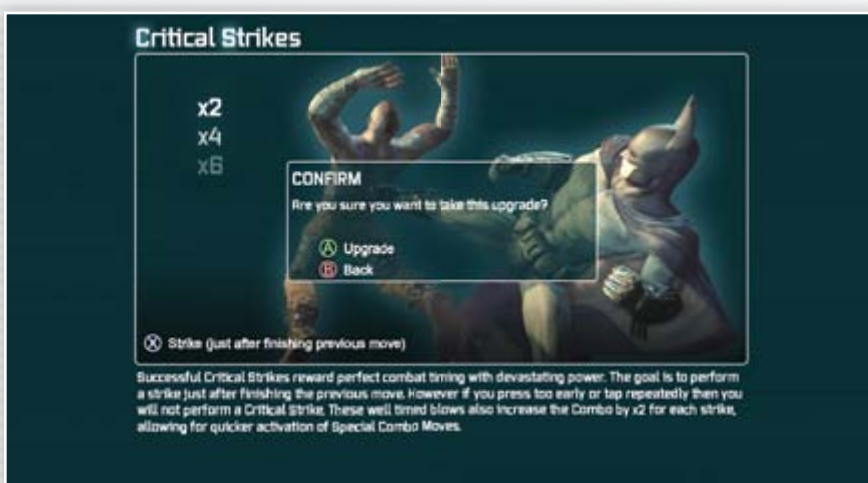 Critical Strikes
x2
x4
x6
CONFIRM
Are you sure you want to take this upgrade?
A Upgrade
B Back
X Strike (just after finishing previous move)
Successful Critical Strikes reward perfect combat timing with devastating power. The goal is to perform
a strike just after finishing the previous move. However if you press too early or tap repeatedly then you
will not perform a Critical Strike. These well timed blows also increase the Combo by x2 for each strike,
allowing for quicker activation of Special Combo Moves.